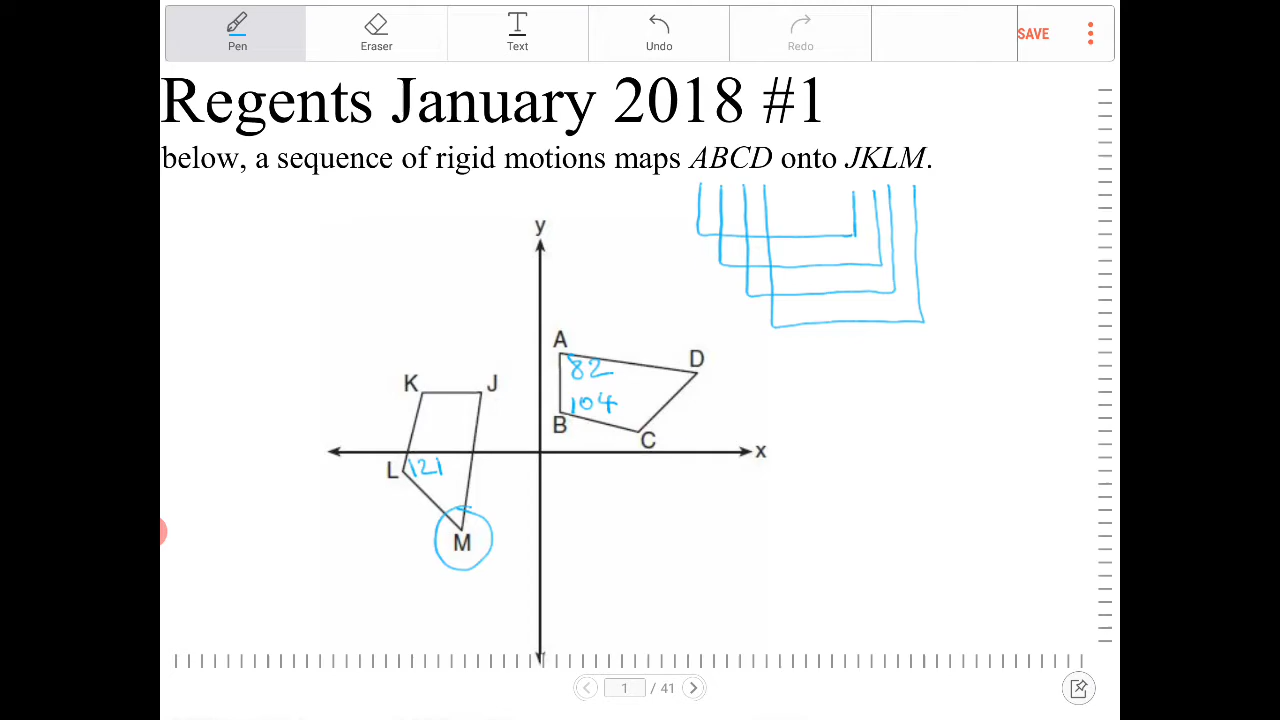 Pen Eraser Text Undo Redo SAVE
Regents January 2018 #1
below, a sequence of rigid motions maps ABCD onto JKLM.
y
A
D
82
K J
104
B
C
x
L 121
M
1 / 41